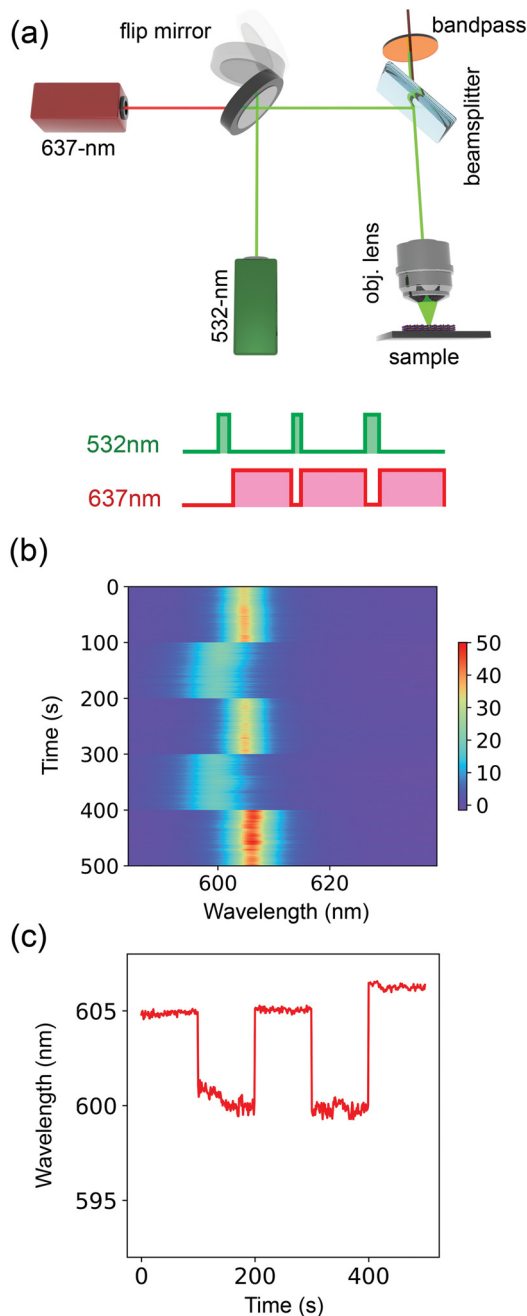 (a)
flip mirror
bandpass
637-nm
beamsplitter
532-nm
obj. lens
sample
532nm
637nm
(b)
0
100
200
300
400
500
Time (s)
600
620
Wavelength (nm)
50
40
30
20
10
0
(c)
605
600
595
Wavelength (nm)
0
200
400
Time (s)